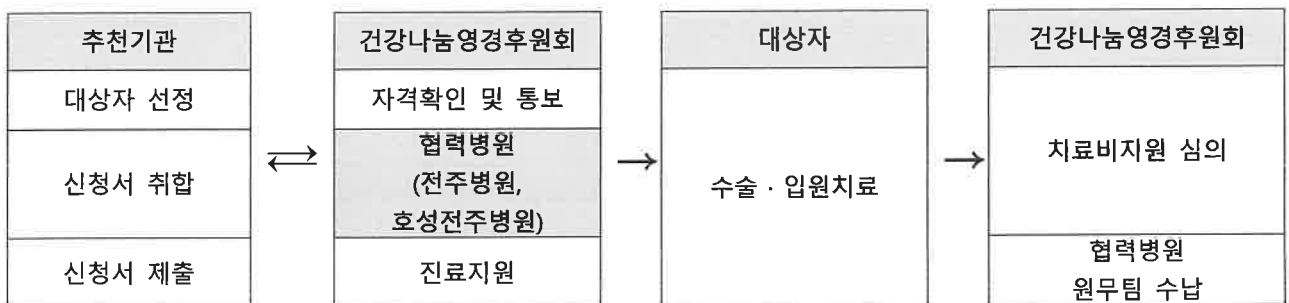 추천기관
대상자 선정
신청서 취합
신청서 제출
⇄
건강나눔영경후원회
자격확인 및 통보
협력병원
(전주병원,
호성전주병원)
진료지원
→
대상자
수술 · 입원치료
→
건강나눔영경후원회
치료비지원 심의
협력병원
원무팀 수납